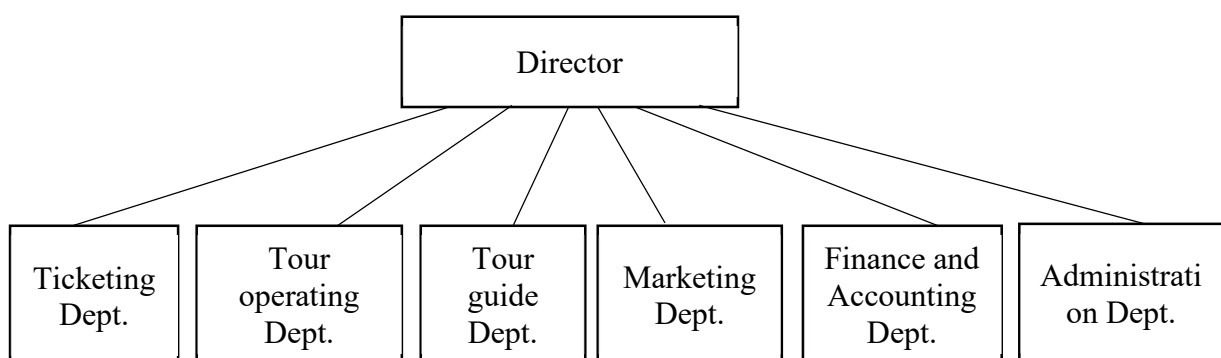 Director
Ticketing
Dept.
Tour
operating
Dept.
Tour
guide
Dept.
Marketing
Dept.
Finance and
Accounting
Dept.
Administrati
on Dept.